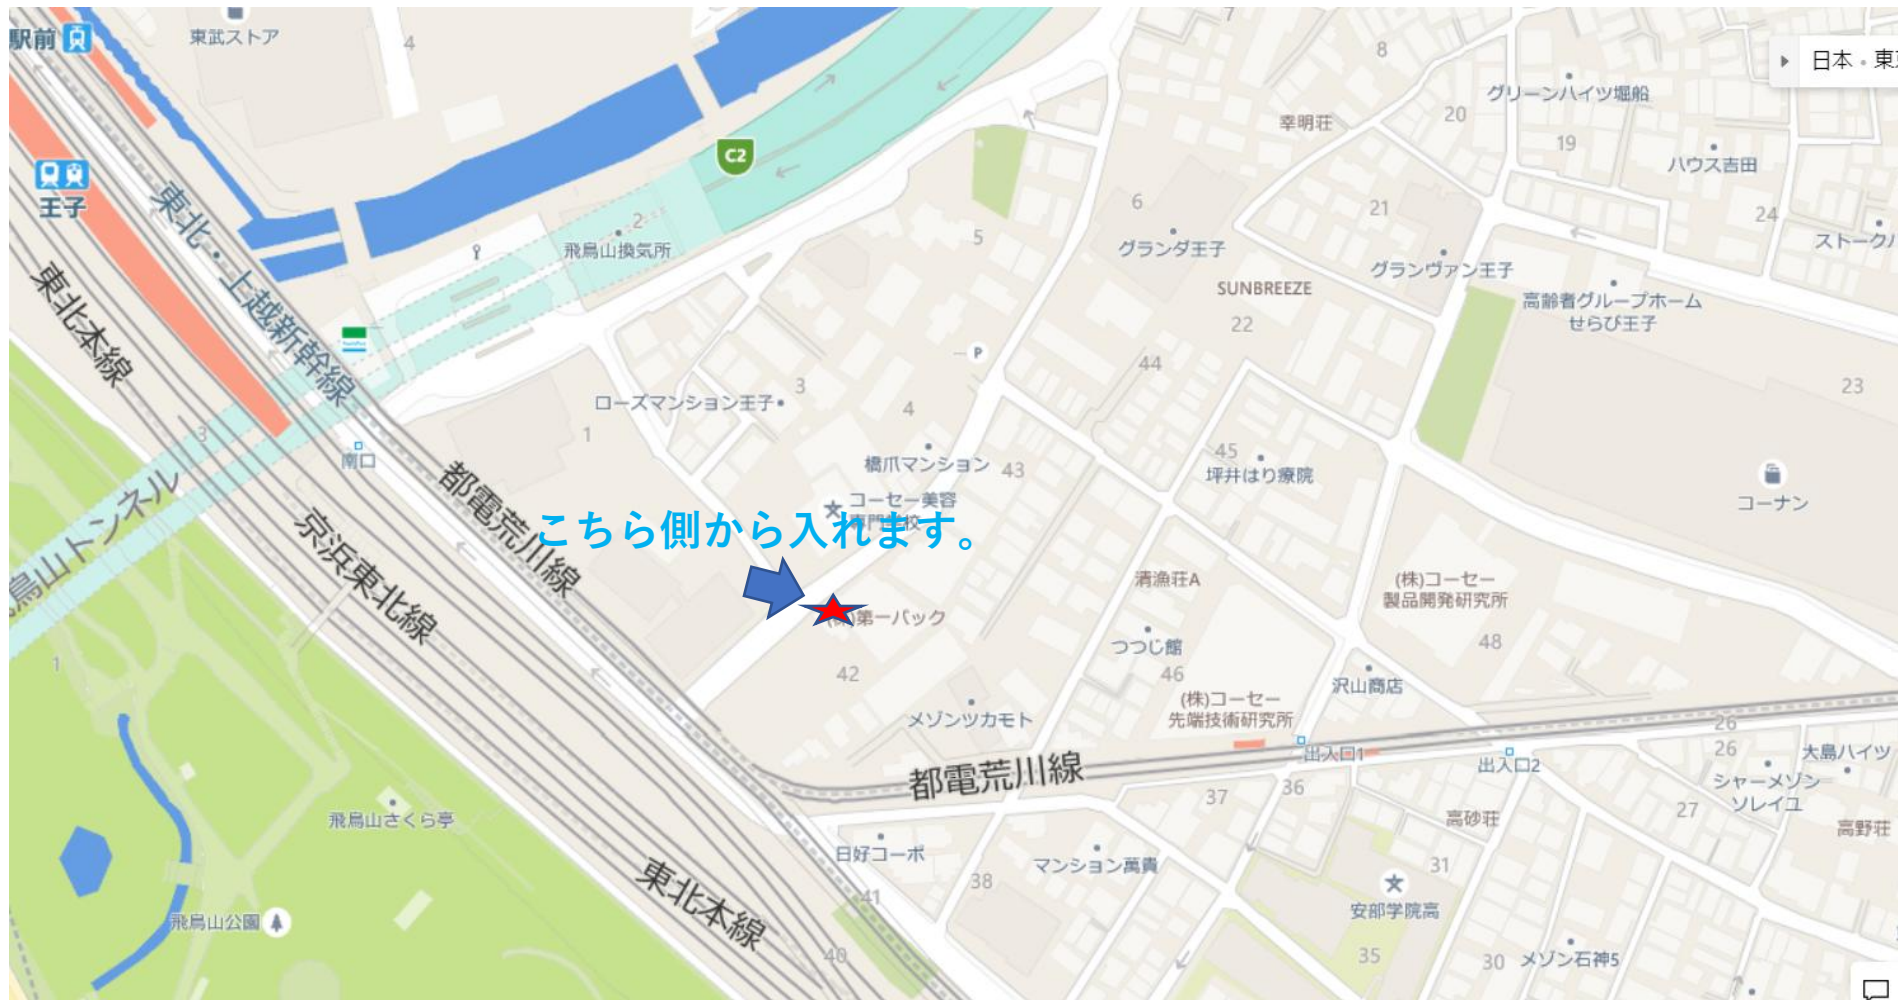 駅前
東武ストア
4
7
8
日本 · 東
グリーンハイツ堀船
幸明荘
20
19
ハウス吉田
C2
王子
東北・上越新幹線
2
飛鳥山換気所
5
6
グランダ王子
21
24
ストーク
グランヴァン王子
SUNBREEZE
22
高齢者グループホーム
せらび王子
東北本線
P
44
23
ローズマンション王子
3
4
1
3
南口
橋爪マンション
43
45
坪井はり療院
コーナン
都電荒川線
コーセー美容
専門学校
こちら側から入れます。
鳥山トンネル
京浜東北線
清漁荘A
(株)コーセー
製品開発研究所
(株)第一パック
つつじ館
48
1
42
46
沢山商店
(株)コーセー
先端技術研究所
メゾンツカモト
26
出入口1
出入口2
26
大島ハイツ
都電荒川線
シャーメゾン
ソレイユ
37
36
27
飛鳥山さくら亭
高砂荘
高野荘
日好コーポ
マンション萬貴
31
38
41
安部学院高
東北本線
飛鳥山公園
40
35
30
メゾン石神5